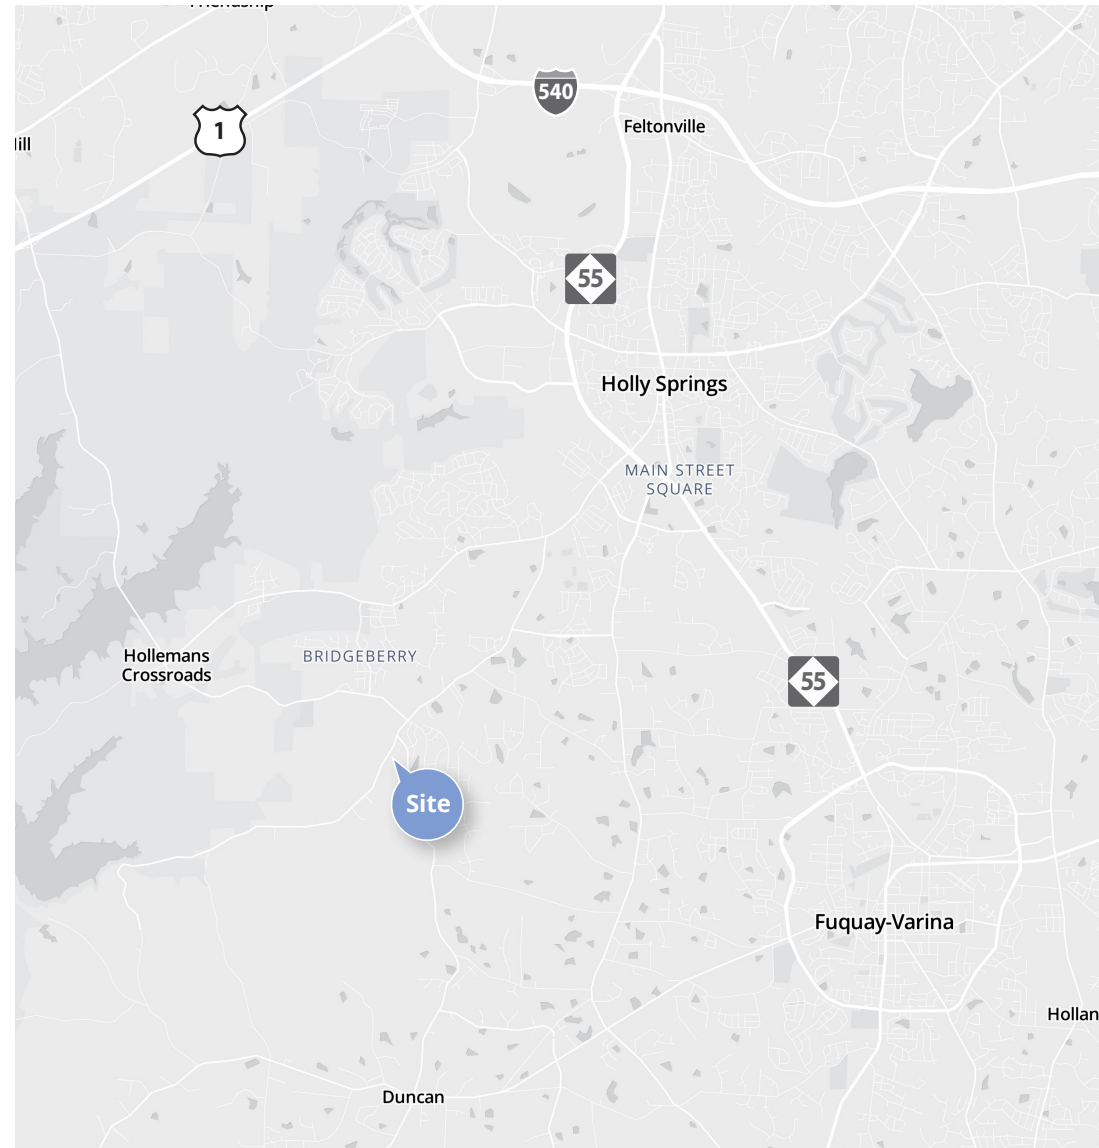 540
1
Feltonville
55
Holly Springs
MAIN STREET
SQUARE
Hollemans
Crossroads
BRIDGEBERRY
55
Site
Fuquay-Varina
Duncan